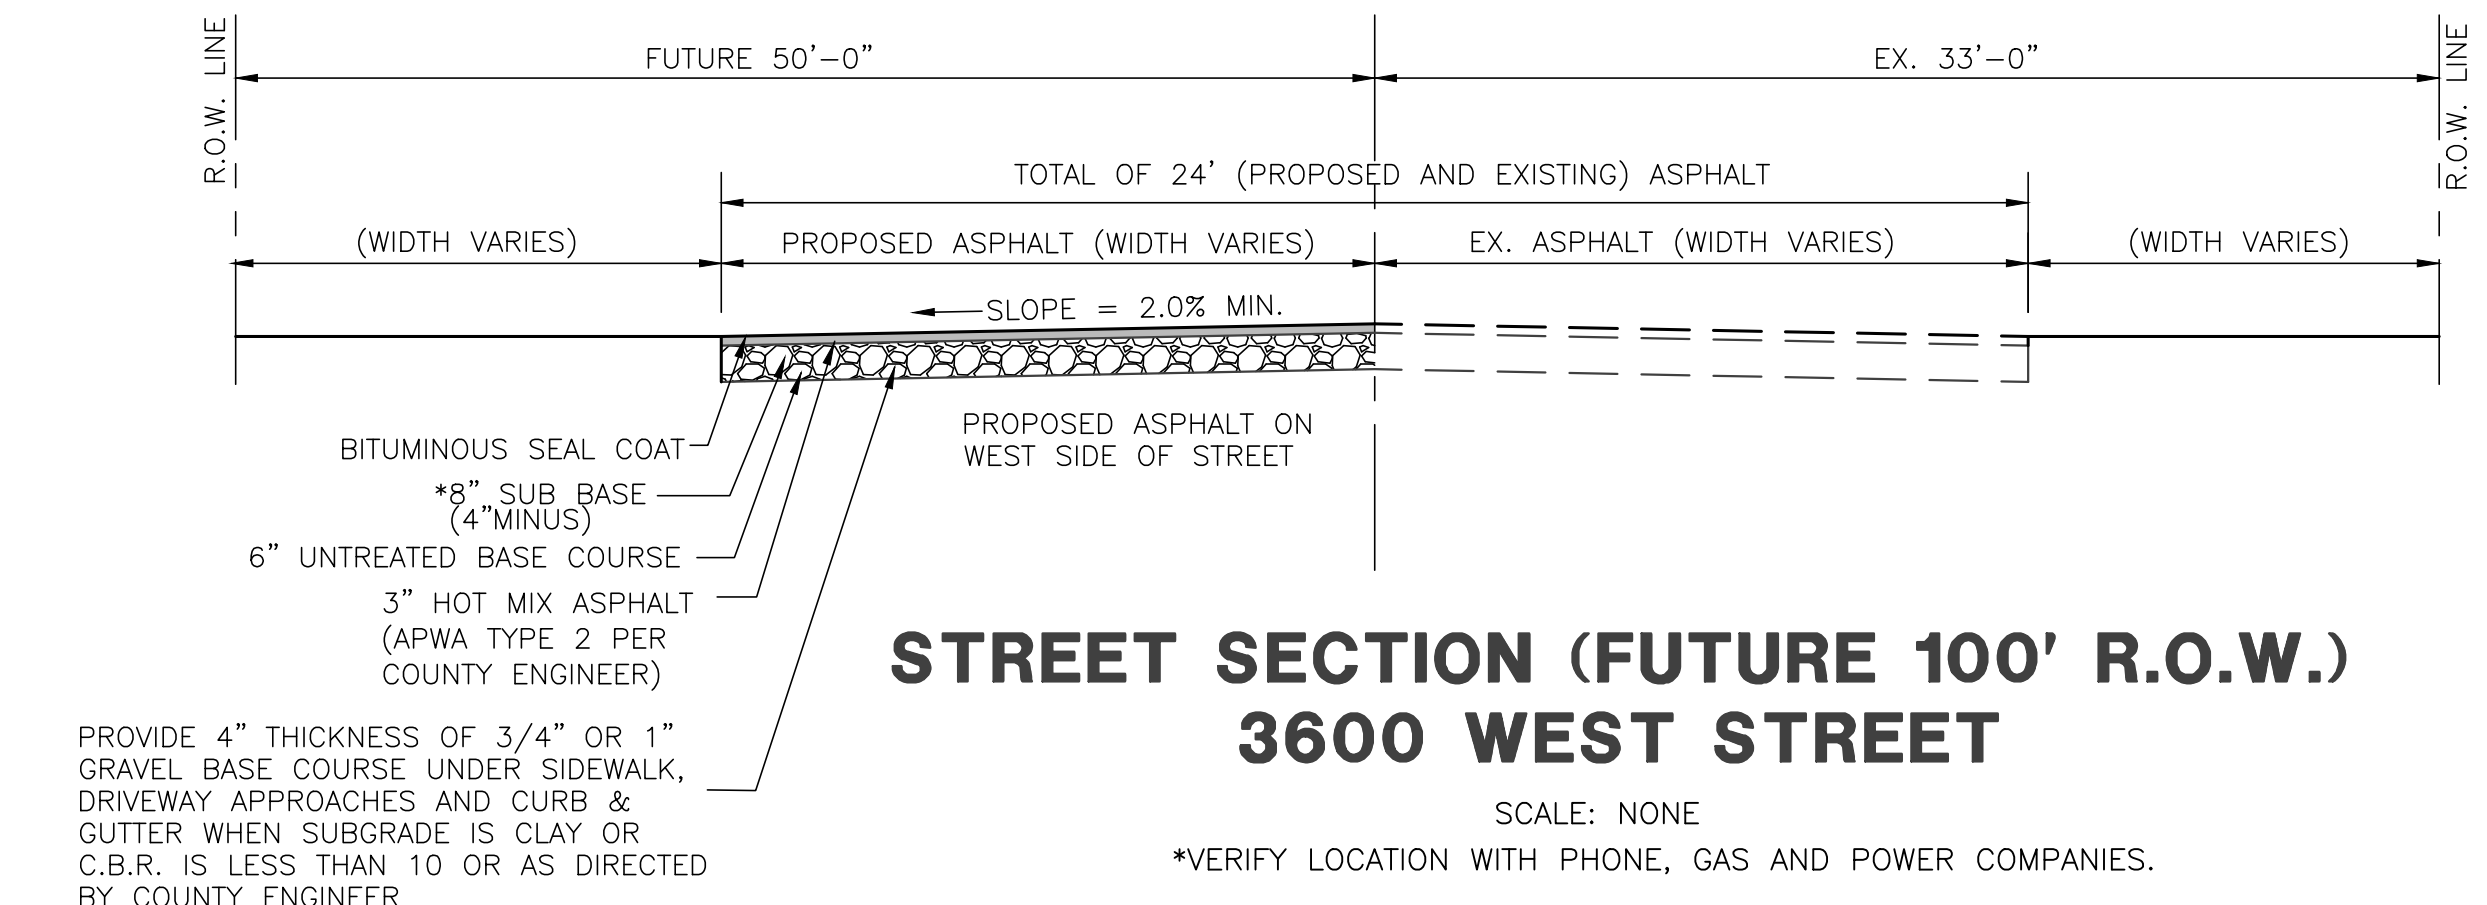 R.O.W. LINE
FUTURE 50'-0"
EX. 33'-0"
R.O.W. LINE
TOTAL OF 24' (PROPOSED AND EXISTING) ASPHALT
(WIDTH VARIES)
PROPOSED ASPHALT (WIDTH VARIES)
EX. ASPHALT (WIDTH VARIES)
(WIDTH VARIES)
SLOPE = 2.0% MIN.
PROPOSED ASPHALT ON
WEST SIDE OF STREET
BITUMINOUS SEAL COAT
*8" SUB BASE
(4"MINUS)
6" UNTREATED BASE COURSE
3" HOT MIX ASPHALT
(APWA TYPE 2 PER
COUNTY ENGINEER)
PROVIDE 4" THICKNESS OF 3/4" OR 1"
GRAVEL BASE COURSE UNDER SIDEWALK,
DRIVEWAY APPROACHES AND CURB &
GUTTER WHEN SUBGRADE IS CLAY OR
C.B.R. IS LESS THAN 10 OR AS DIRECTED
BY COUNTY ENGINEER
STREET SECTION (FUTURE 100' R.O.W.)
3600 WEST STREET
SCALE: NONE
*VERIFY LOCATION WITH PHONE, GAS AND POWER COMPANIES.